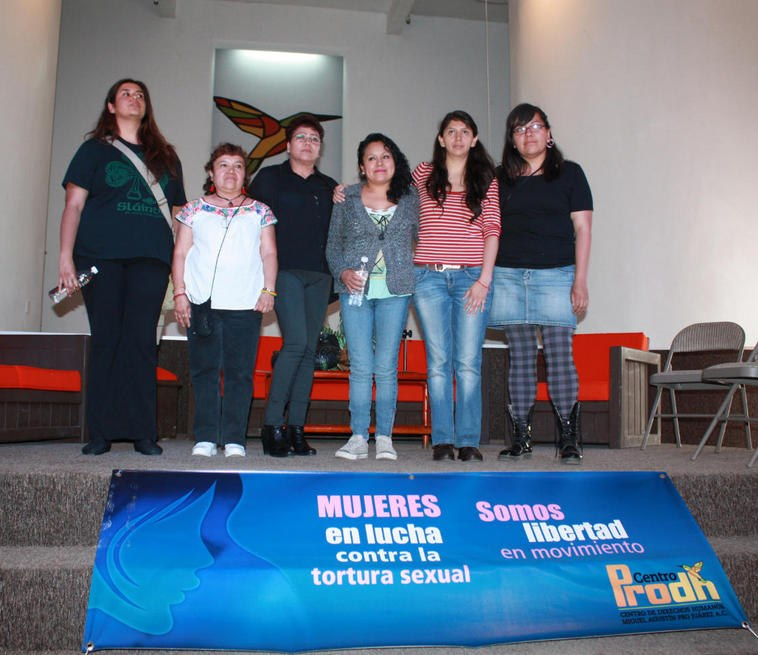 Sláinte
MUJERES
en lucha
contra la
tortura sexual
Somos
libertad
en movimiento
Centro
Prodh
CENTRO DE DERECHOS HUMANOS
MIGUEL AGUSTÍN PRO JUÁREZ A.C.